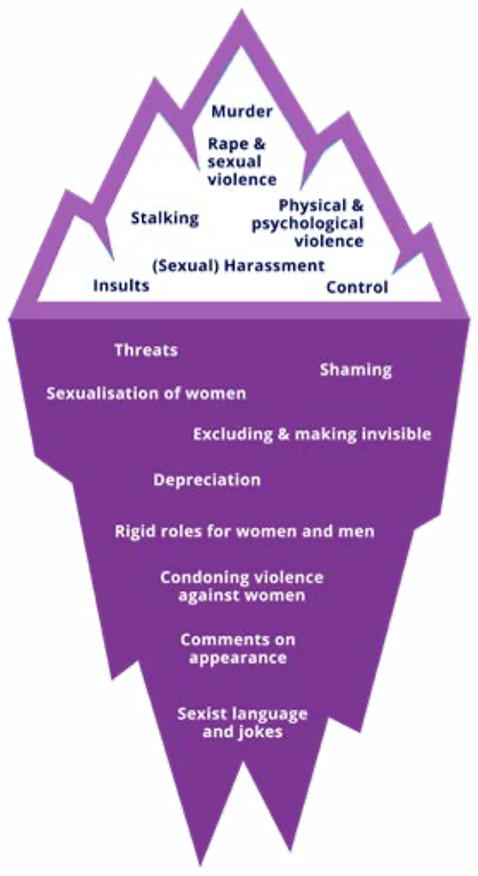 Murder
Rape &
sexual
violence
Stalking
Physical &
psychological
violence
(Sexual) Harassment
Insults
Control
Threats
Shaming
Sexualisation of women
Excluding & making invisible
Depreciation
Rigid roles for women and men
Condoning violence
against women
Comments on
appearance
Sexist language
and jokes